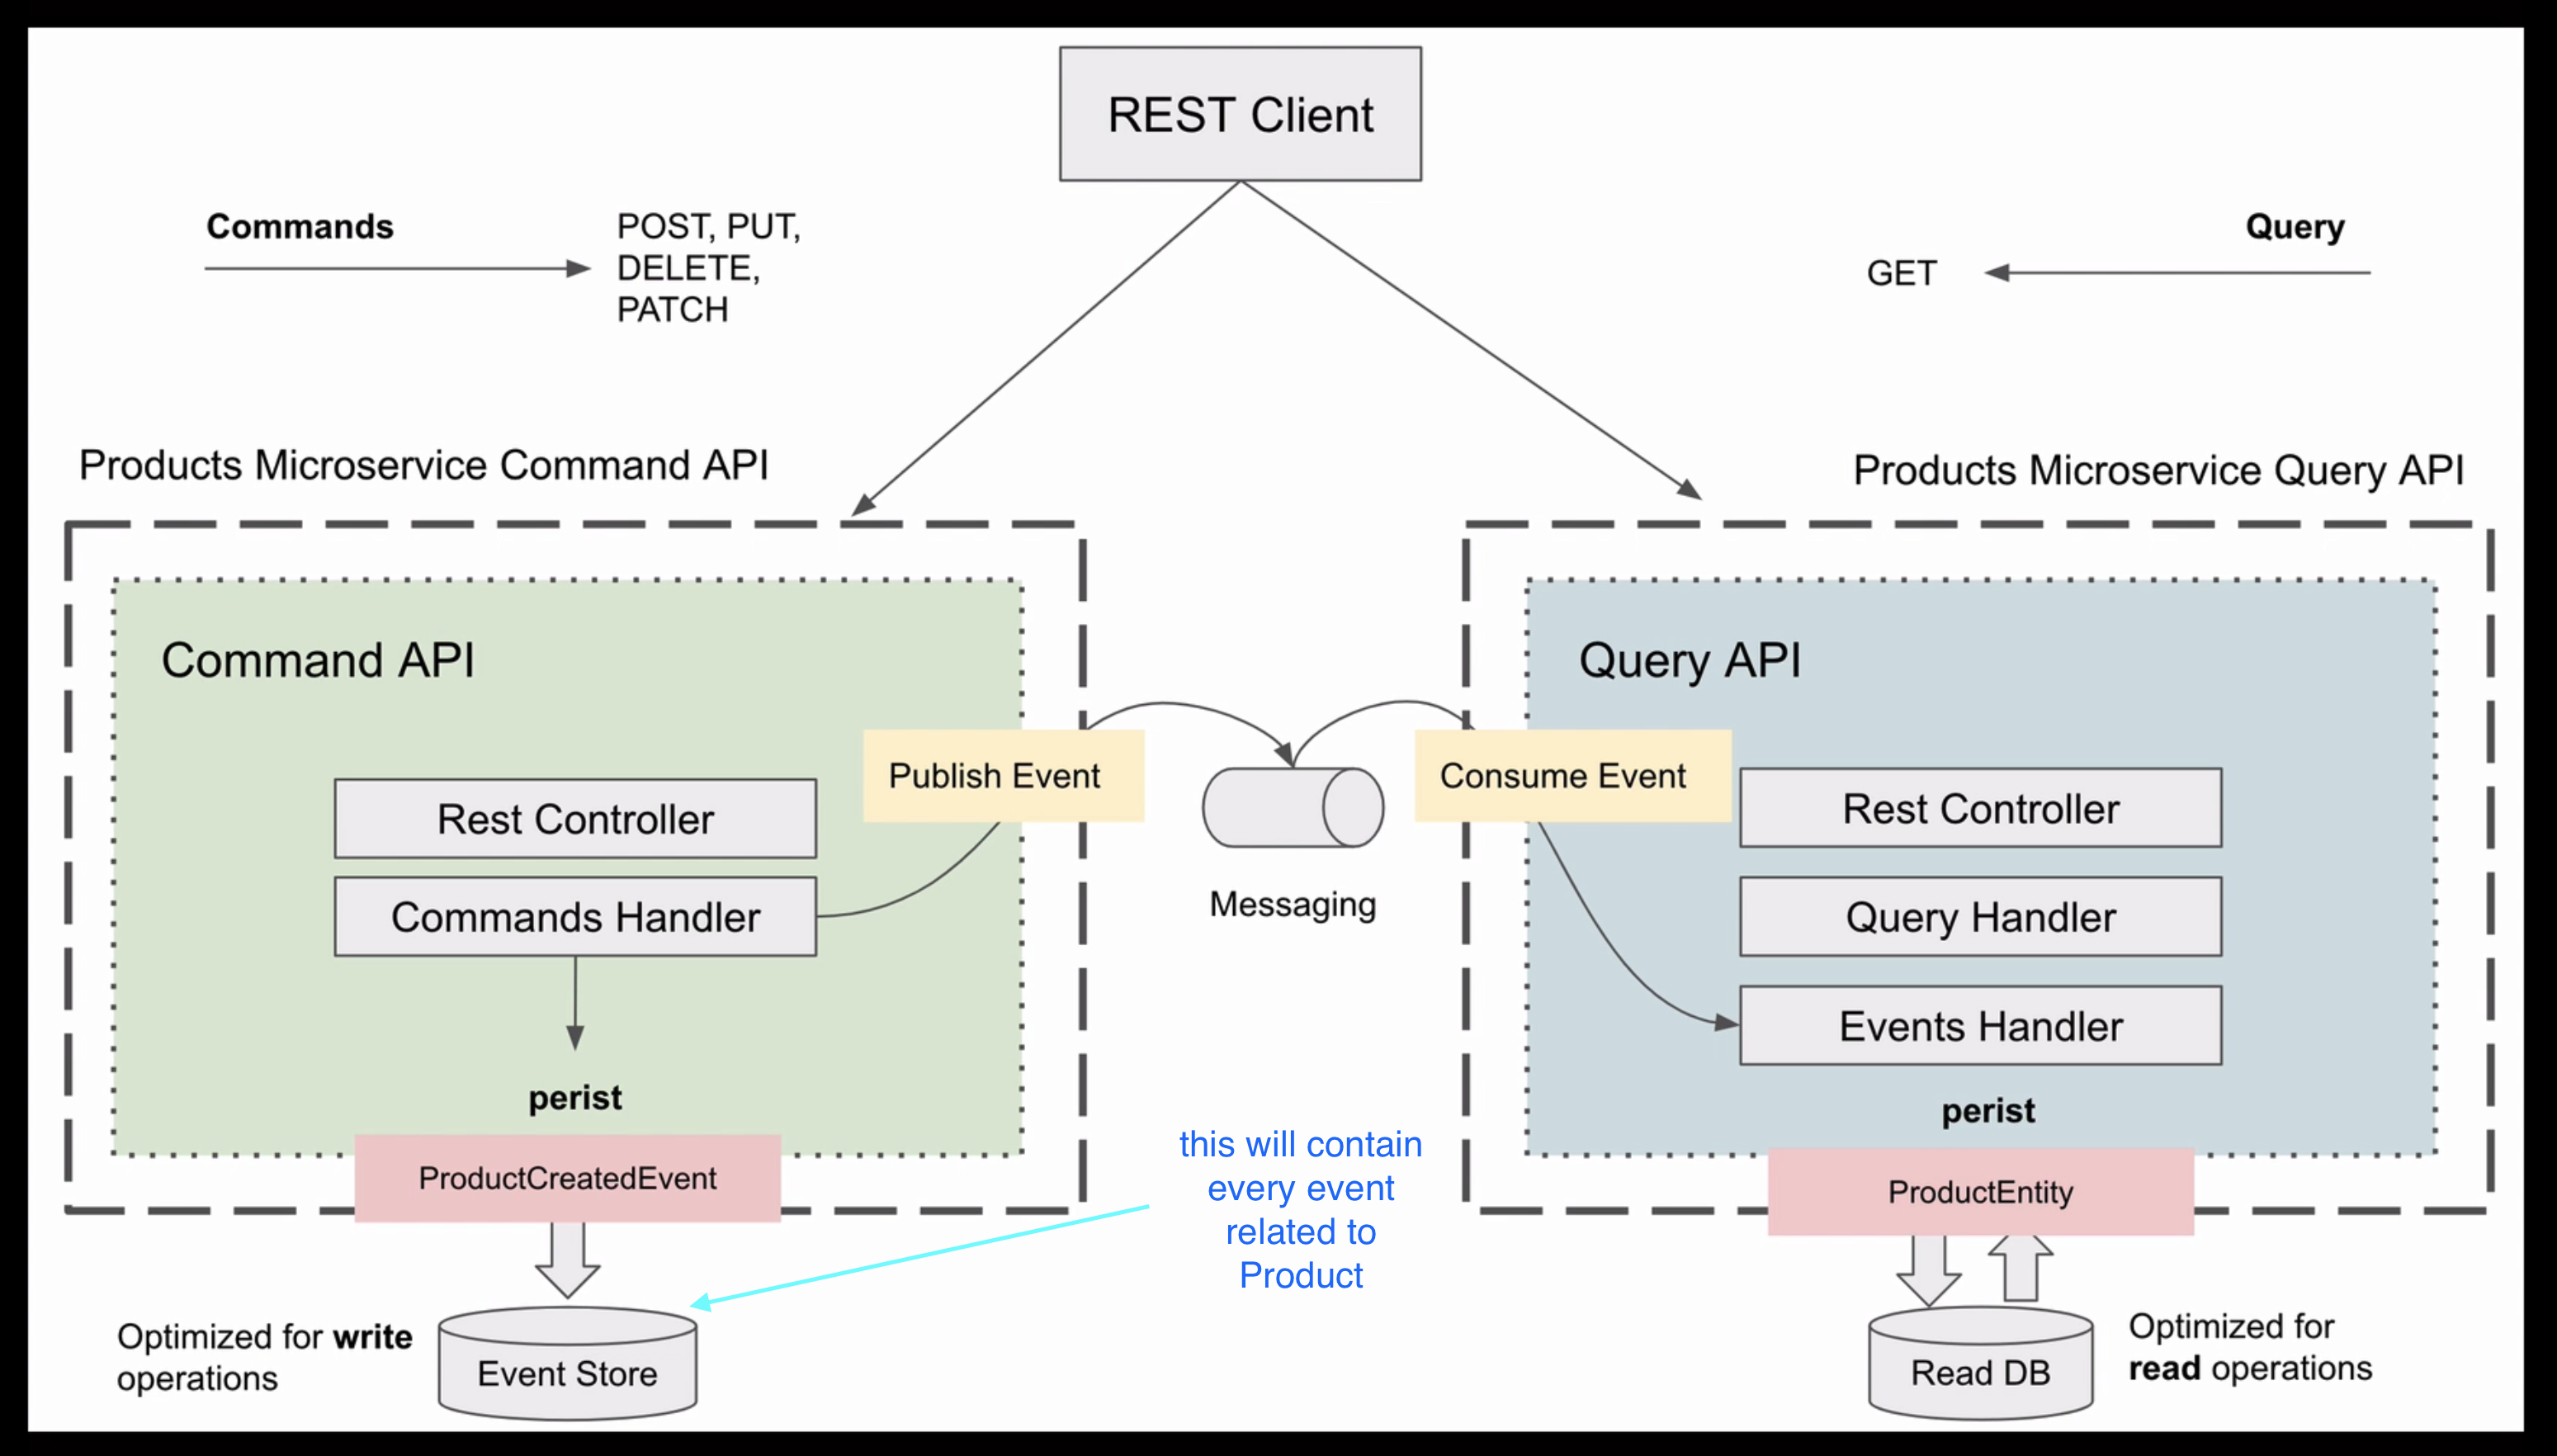 REST Client
Commands
POST, PUT,
DELETE,
PATCH
Query
GET
Products Microservice Command API
Products Microservice Query API
Command API
Publish Event
Rest Controller
Commands Handler
perist
ProductCreatedEvent
Optimized for write
operations
Event Store
Messaging
this will contain
every event
related to
Product
Query API
Consume Event
Rest Controller
Query Handler
Events Handler
perist
ProductEntity
Read DB
Optimized for
read operations